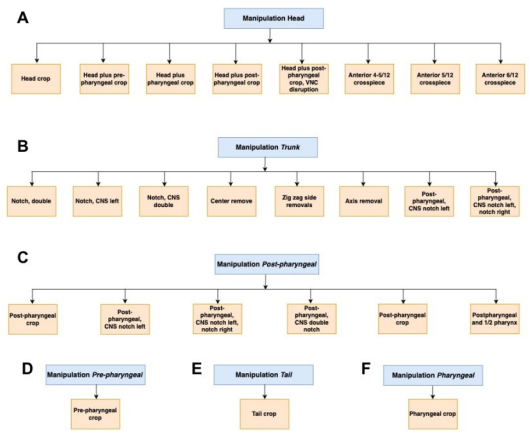 A
Manipulation Head
Head crop
Head plus pre-
pharyngeal crop
Head plus
pharyngeal crop
Head plus post-
pharyngeal crop
Head plus post-
pharyngeal
crop, VNC
disruption
Anterior 4-5/12
crosspiece
Anterior 5/12
crosspiece
Anterior 6/12
crosspiece
B
Manipulation Trunk
Notch, double
Notch, CNS left
Notch, CNS
double
Center remove
Zig zag side
removals
Axis removal
Post-
pharyngeal,
CNS notch left
Post-
pharyngeal,
CNS notch left,
notch right
C
Manipulation Post-pharyngeal
Post-pharyngeal
crop
Post-
pharyngeal,
CNS notch left
Post-
pharyngeal,
CNS notch left,
notch right
Post-
pharyngeal,
CNS double
notch
Post-pharyngeal
crop
Postpharyngeal
and 1/2 pharynx
D
Manipulation Pre-pharyngeal
Pre-pharyngeal
crop
E
Manipulation Tail
Tail crop
F
Manipulation Pharyngeal
Pharyngeal crop